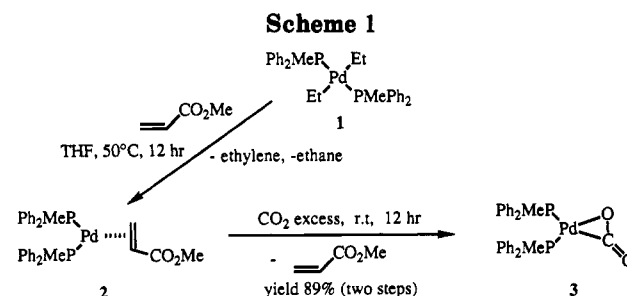 Scheme 1
Ph2MeP Et
Pd
Et PMePh2
1
CO2Me
THF, 50°C, 12 hr
- ethylene, -ethane
Ph2MeP
Pd
Ph2MeP
CO2Me
2
CO2 excess, r.t, 12 hr
- CO2Me
yield 89% (two steps)
Ph2MeP O
Pd
Ph2MeP C
O
3